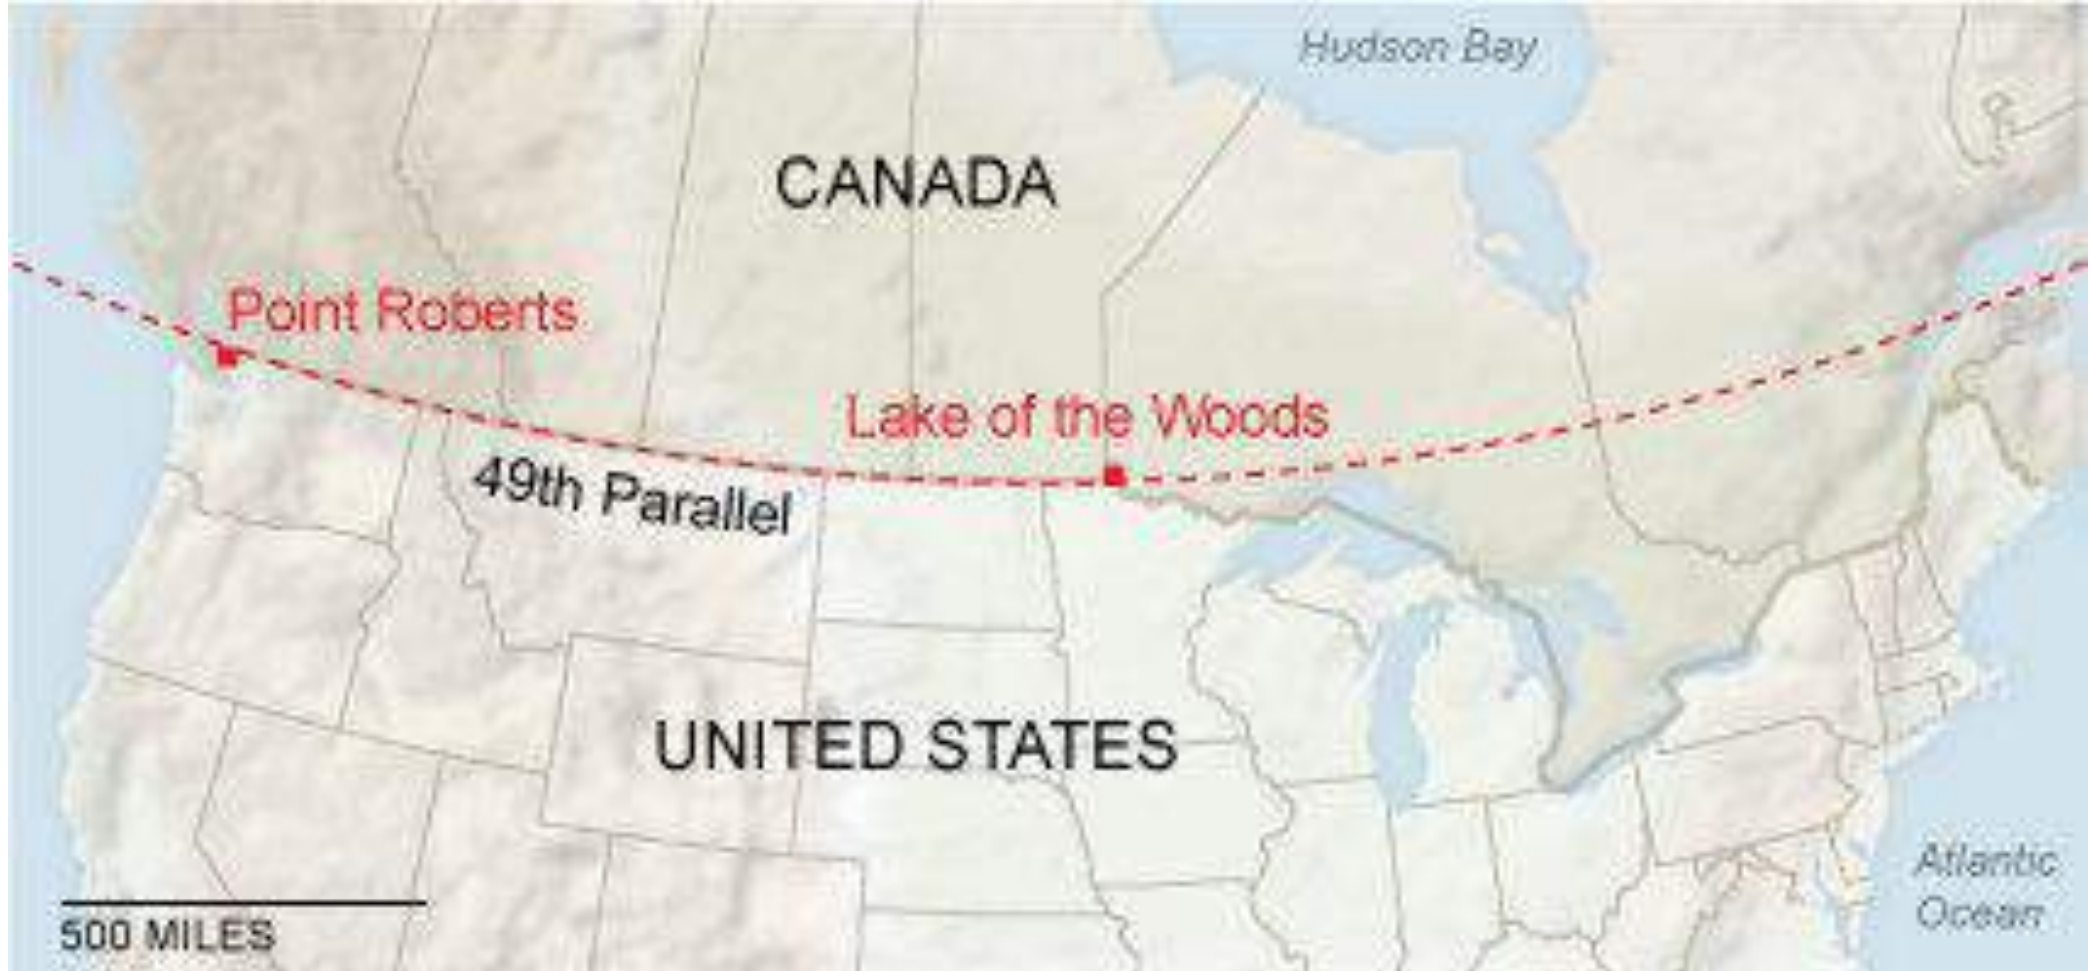 Hudson Bay
CANADA
Point Roberts
Lake of the Woods
49th Parallel
UNITED STATES
Atlantic
Ocean
500 MILES